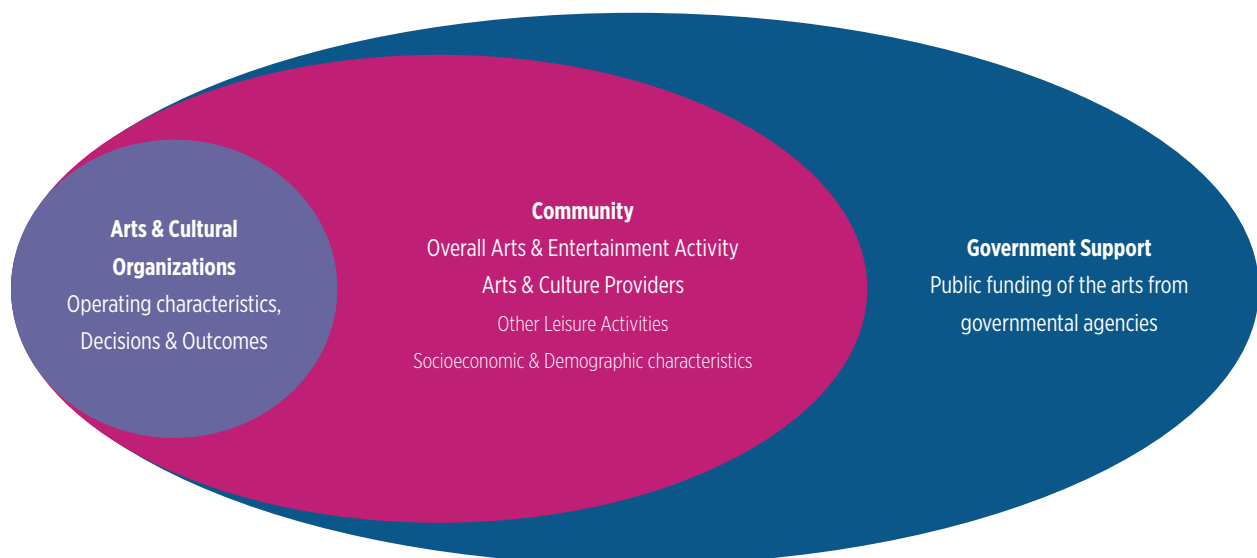 Arts & Cultural
Organizations
Operating characteristics,
Decisions & Outcomes
Community
Overall Arts & Entertainment Activity
Arts & Culture Providers
Other Leisure Activities
Socioeconomic & Demographic characteristics
Government Support
Public funding of the arts from
governmental agencies